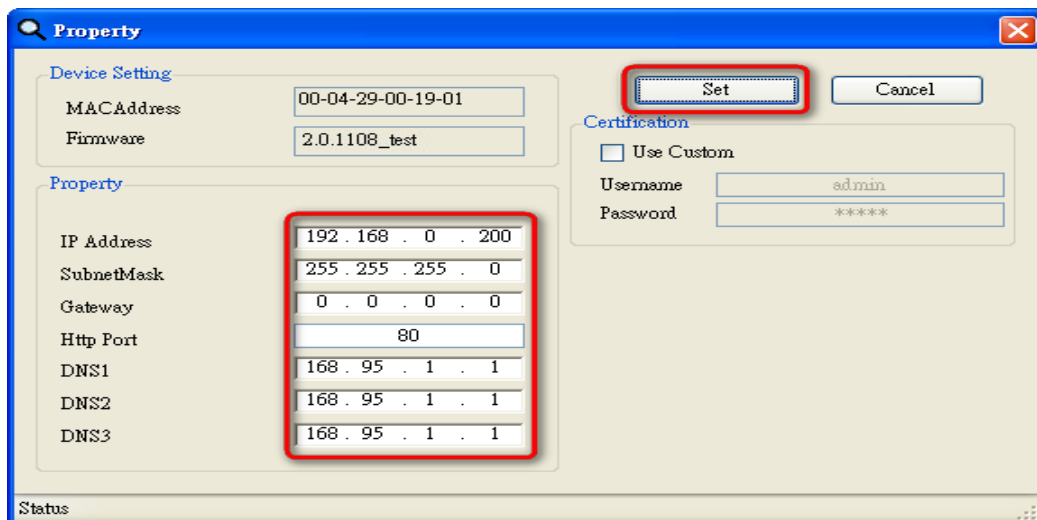 Property
Device Setting
MACAddress 00-04-29-00-19-01
Firmware 2.0.1108_test
Set Cancel
Certification
Use Custom
Username admin
Password *****
Property
IP Address 192 . 168 . 0 . 200
SubnetMask 255 . 255 . 255 . 0
Gateway 0 . 0 . 0 . 0
Http Port 80
DNS1 168 . 95 . 1 . 1
DNS2 168 . 95 . 1 . 1
DNS3 168 . 95 . 1 . 1
Status